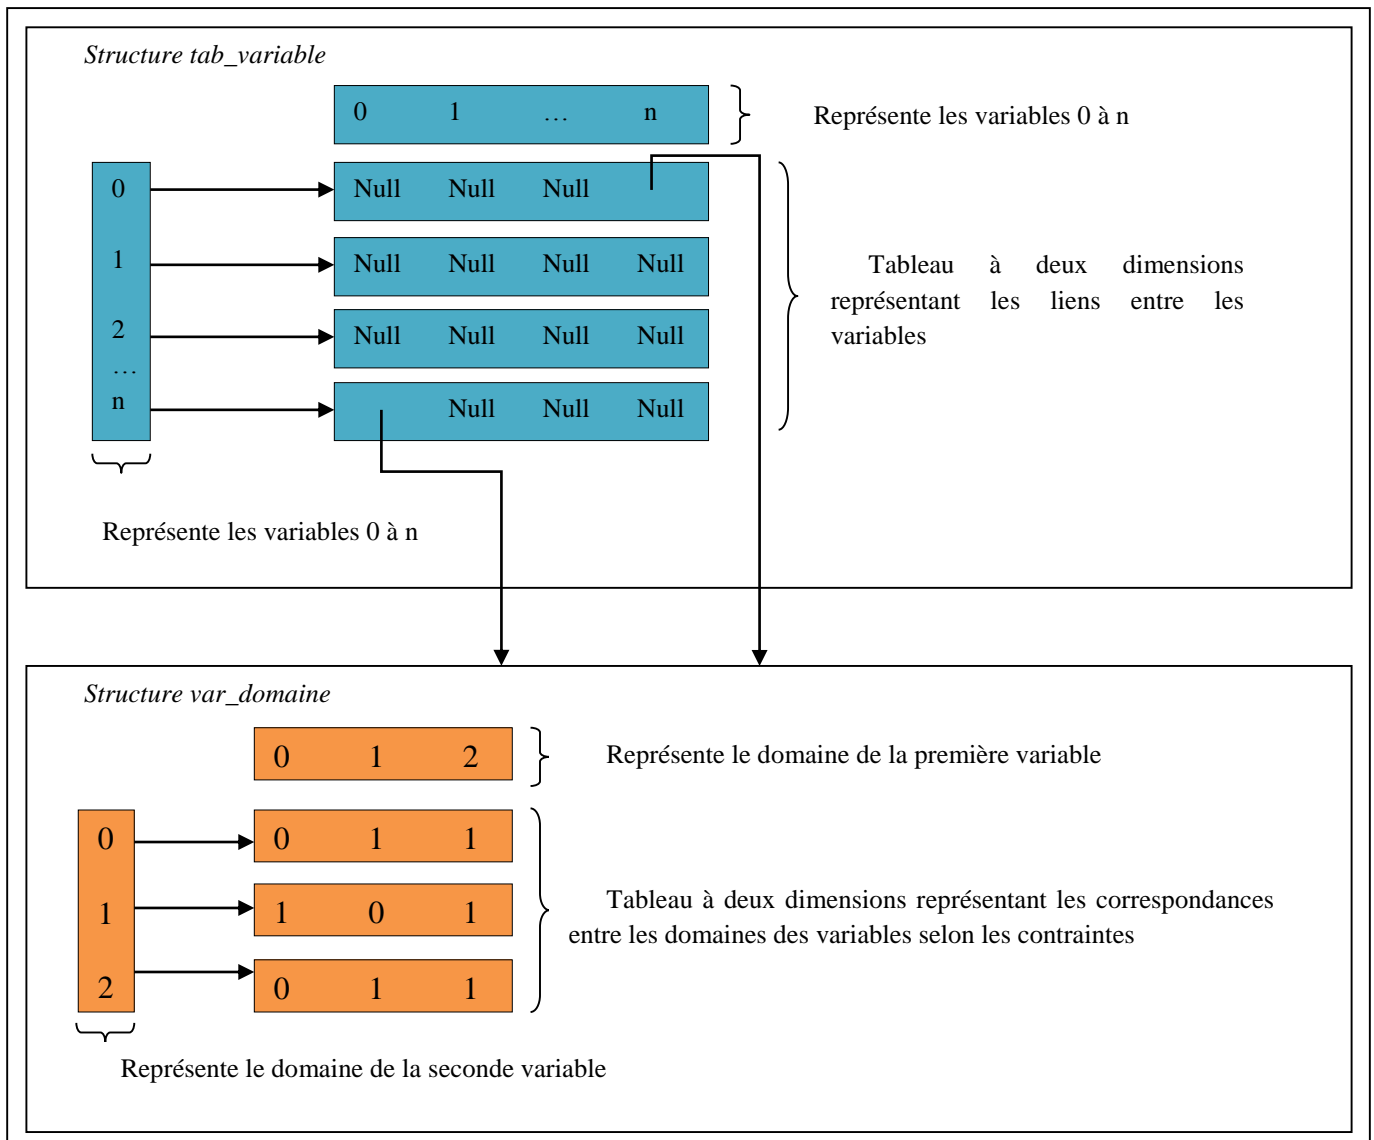 Structure tab_variable
0 1 … n
Représente les variables 0 à n
0 Null Null Null
1 Null Null Null Null
Tableau à deux dimensions
représentant les liens entre les
variables
2 Null Null Null Null
…
n Null Null Null
Représente les variables 0 à n
Structure var_domaine
0 1 2
Représente le domaine de la première variable
0 0 1 1
1 1 0 1
Tableau à deux dimensions représentant les correspondances
entre les domaines des variables selon les contraintes
2 0 1 1
Représente le domaine de la seconde variable